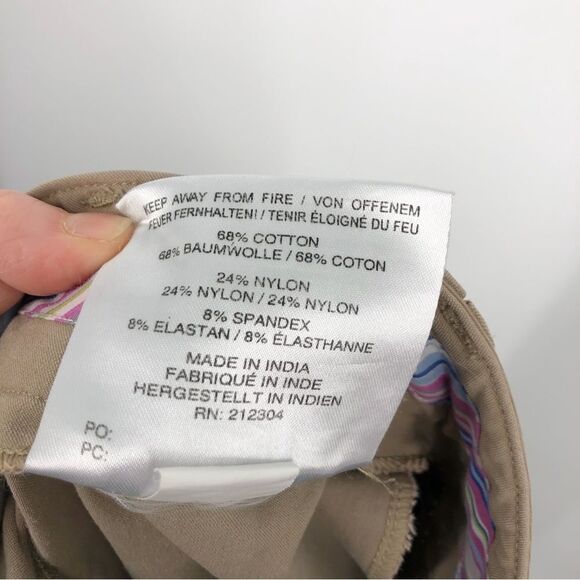 KEEP AWAY FROM FIRE / VON OFFENEM
FEUER FERNHALTEN! / TENIR ÉLOIGNÉ DU FEU
68% COTTON
68% BAUMWOLLE / 68% COTON
24% NYLON
24% NYLON / 24% NYLON
8% SPANDEX
8% ELASTAN / 8% ÉLASTHANNE
MADE IN INDIA
FABRIQUÉ IN INDE
HERGESTELLT IN INDIEN
RN: 212304
PO:
PC: